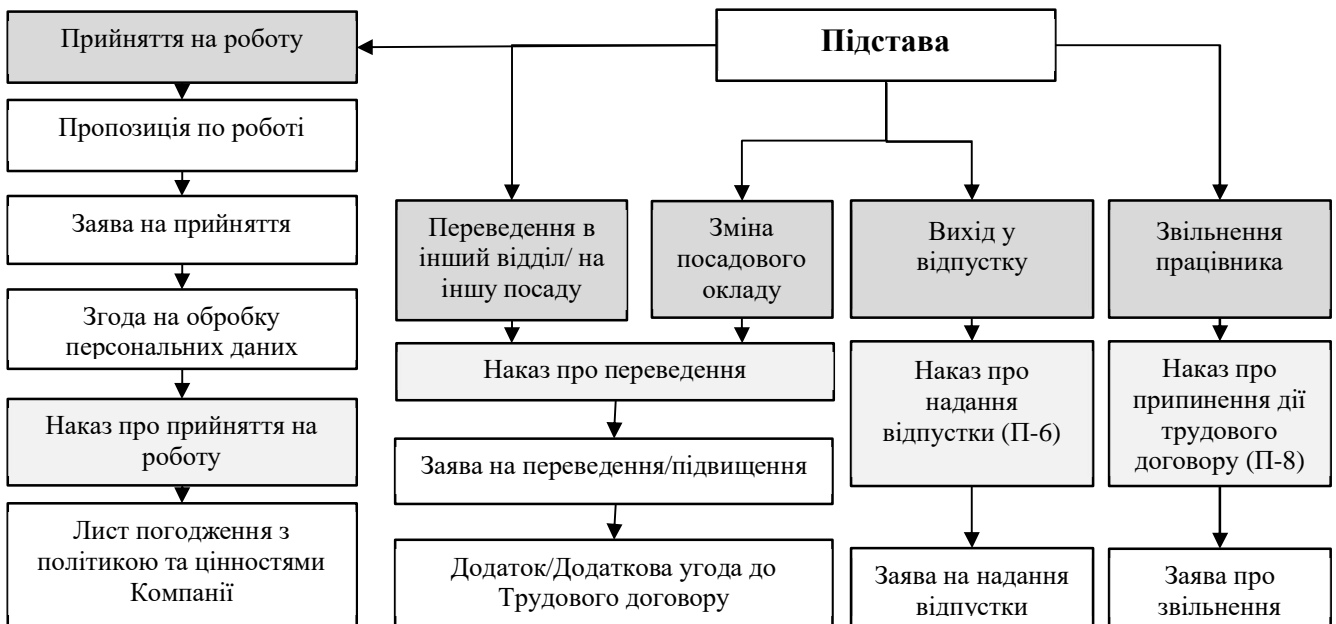 Підстава
Прийняття на роботу
Пропозиція по роботі
Заява на прийняття
Згода на обробку
персональних даних
Наказ про прийняття на
роботу
Лист погодження з
політикою та цінностями
Компанії
Переведення в
інший відділ/ на
іншу посаду
Зміна
посадового
окладу
Наказ про переведення
Заява на переведення/підвищення
Додаток/Додаткова угода до
Трудового договору
Вихід у
відпустку
Наказ про
надання
відпустки (П-6)
Заява на надання
відпустки
Звільнення
працівника
Наказ про
припинення дії
трудового
договору (П-8)
Заява про
звільнення